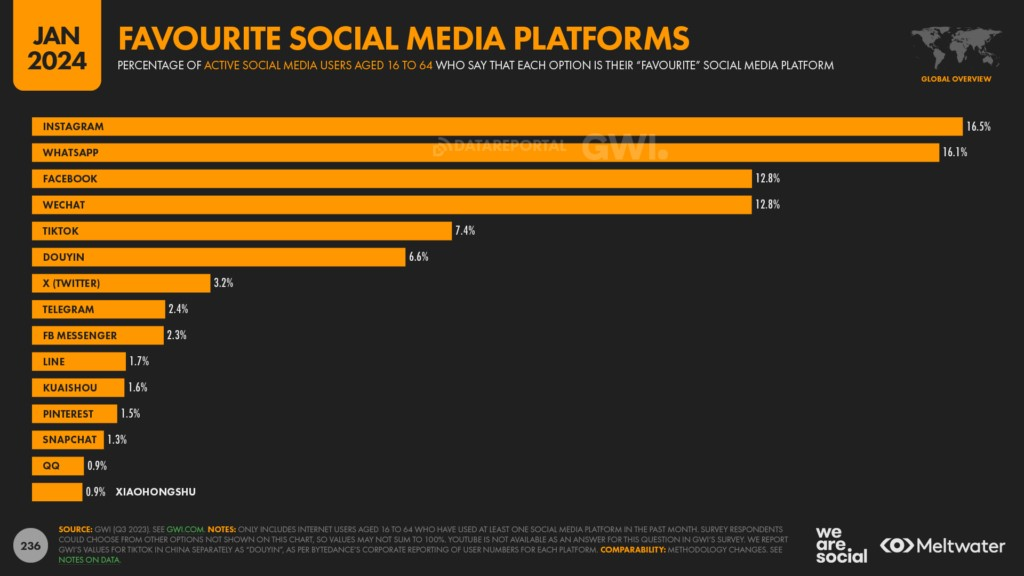 JAN
2024
FAVOURITE SOCIAL MEDIA PLATFORMS
PERCENTAGE OF ACTIVE SOCIAL MEDIA USERS AGED 16 TO 64 WHO SAY THAT EACH OPTION IS THEIR “FAVOURITE” SOCIAL MEDIA PLATFORM
GLOBAL OVERVIEW
INSTAGRAM 16.5%
DATAREPORTAL GWI.
WHATSAPP 16.1%
FACEBOOK 12.8%
WECHAT 12.8%
TIKTOK 7.4%
DOUYIN 6.6%
X (TWITTER) 3.2%
TELEGRAM 2.4%
FB MESSENGER 2.3%
LINE 1.7%
KUAISHOU 1.6%
PINTEREST 1.5%
SNAPCHAT 1.3%
QQ 0.9%
0.9% XIAOHONGSHU
236
SOURCE: GWI (Q3 2023). SEE GWI.COM. NOTES: ONLY INCLUDES INTERNET USERS AGED 16 TO 64 WHO HAVE USED AT LEAST ONE SOCIAL MEDIA PLATFORM IN THE PAST MONTH. SURVEY RESPONDENTS
COULD CHOOSE FROM OTHER OPTIONS NOT SHOWN ON THIS CHART, SO VALUES MAY NOT SUM TO 100%. YOUTUBE IS NOT AVAILABLE AS AN ANSWER FOR THIS QUESTION IN GWI’S SURVEY. WE REPORT
GWI’S VALUES FOR TIKTOK IN CHINA SEPARATELY AS “DOUYIN”, AS PER BYTEDANCE’S CORPORATE REPORTING OF USER NUMBERS FOR EACH PLATFORM. COMPARABILITY: METHODOLOGY CHANGES. SEE
NOTES ON DATA.
we
are
social
Meltwater